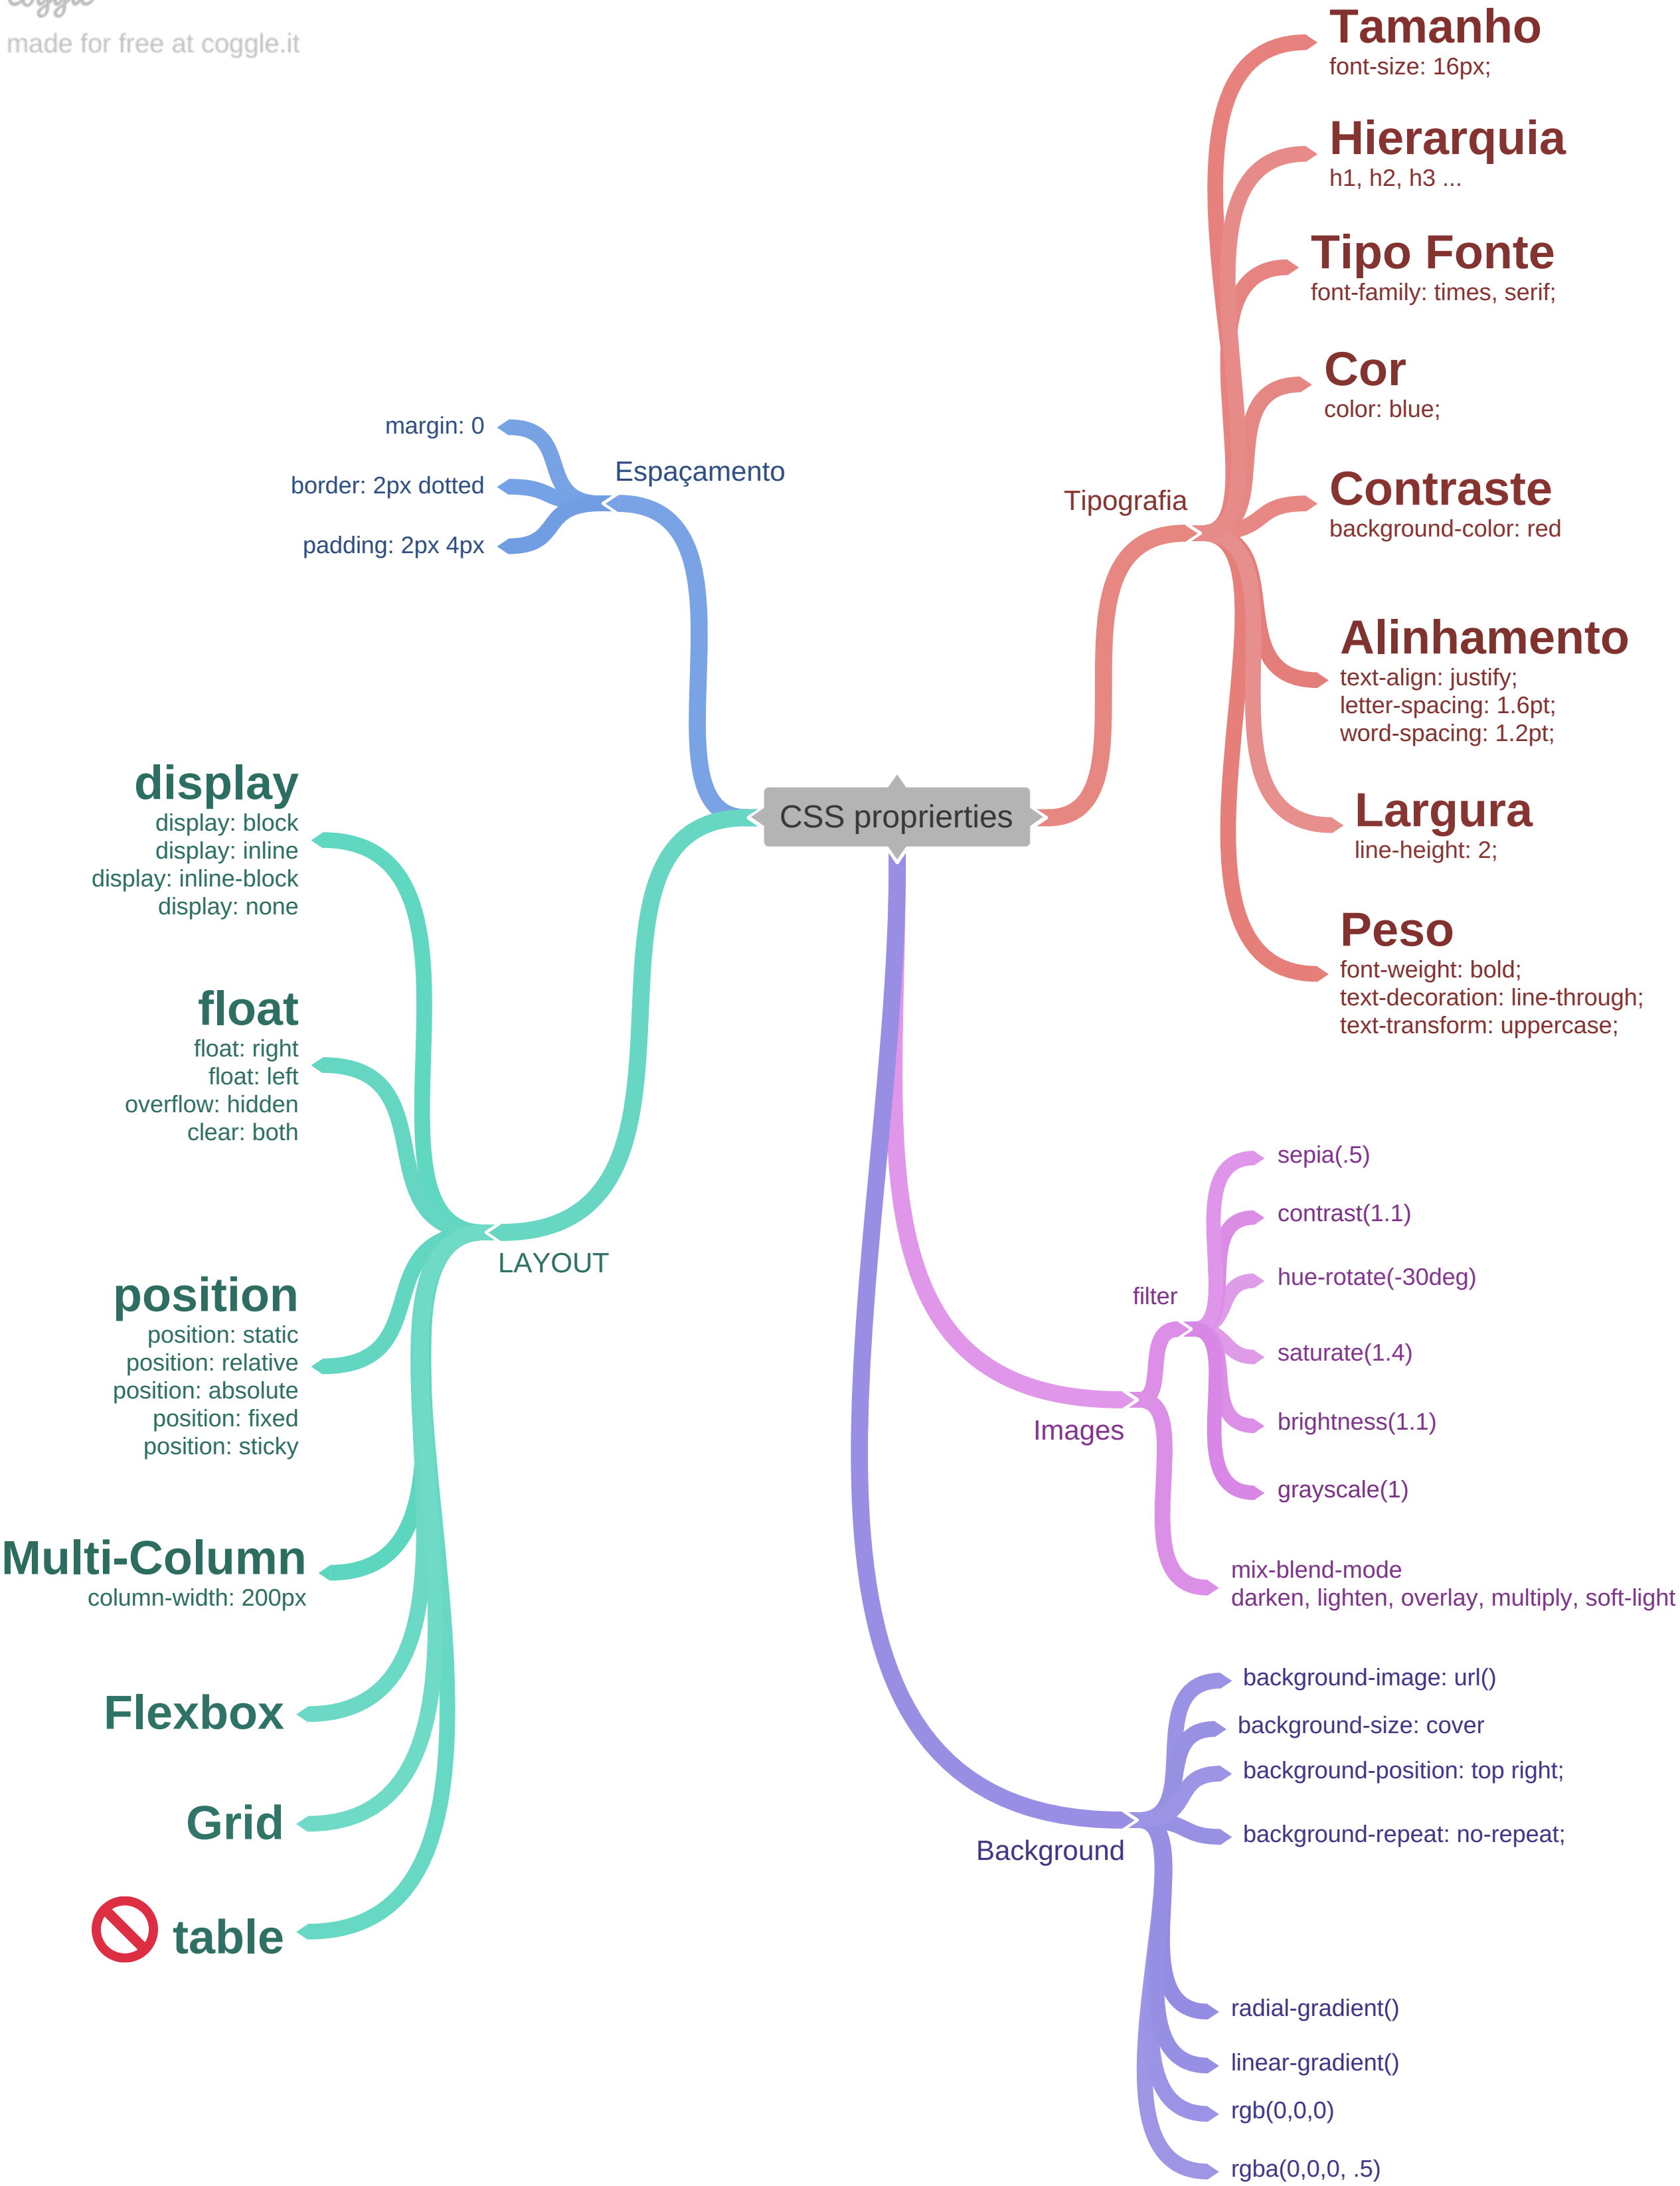 made for free at coggle.it
CSS proprierties
Tipografia
Tamanho
font-size: 16px;
Hierarquia
h1, h2, h3 ...
Tipo Fonte
font-family: times, serif;
Cor
color: blue;
Contraste
background-color: red
Alinhamento
text-align: justify;
letter-spacing: 1.6pt;
word-spacing: 1.2pt;
Largura
line-height: 2;
Peso
font-weight: bold;
text-decoration: line-through;
text-transform: uppercase;
Images
filter
sepia(.5)
contrast(1.1)
hue-rotate(-30deg)
saturate(1.4)
brightness(1.1)
grayscale(1)
mix-blend-mode
darken, lighten, overlay, multiply, soft-light
Background
background-image: url()
background-size: cover
background-position: top right;
background-repeat: no-repeat;
radial-gradient()
linear-gradient()
rgb(0,0,0)
rgba(0,0,0, .5)
Espaçamento
margin: 0
border: 2px dotted
padding: 2px 4px
LAYOUT
display
display: block
display: inline
display: inline-block
display: none
float
float: right
float: left
overflow: hidden
clear: both
position
position: static
position: relative
position: absolute
position: fixed
position: sticky
Multi-Column
column-width: 200px
Flexbox
Grid
table